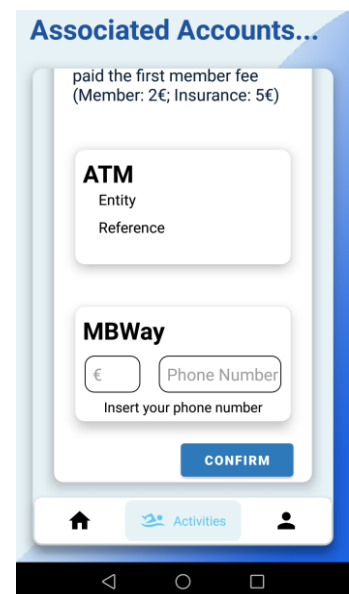 Associated Accounts...
paid the first member fee
(Member: 2€; Insurance: 5€)
ATM
Entity
Reference
MBWay
€ Phone Number
Insert your phone number
CONFIRM
Activities